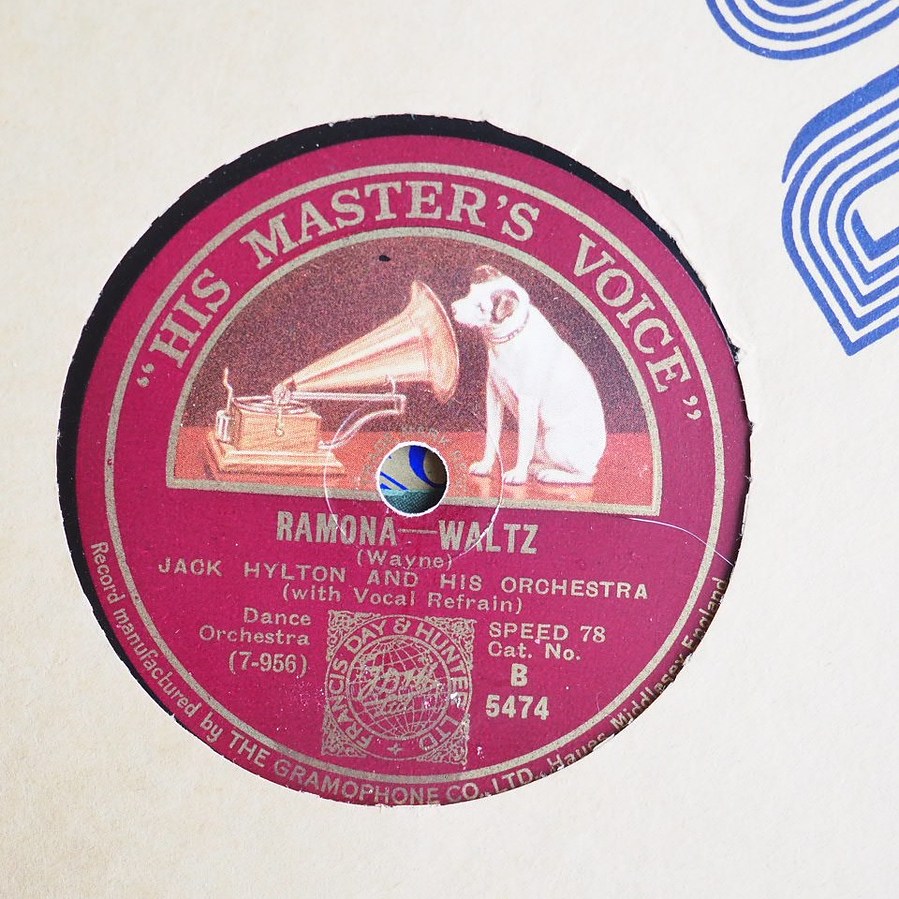 “HIS MASTER'S VOICE”
RAMONA—WALTZ
(Wayne)
JACK HYLTON AND HIS ORCHESTRA
(with Vocal Refrain)
Dance
Orchestra
(7-956)
FRANCIS DAY & HUNTER LTD
SPEED 78
Cat. No.
B
5474
Record manufactured by THE GRAMOPHONE CO., LTD., Hayes, Middlesex, England